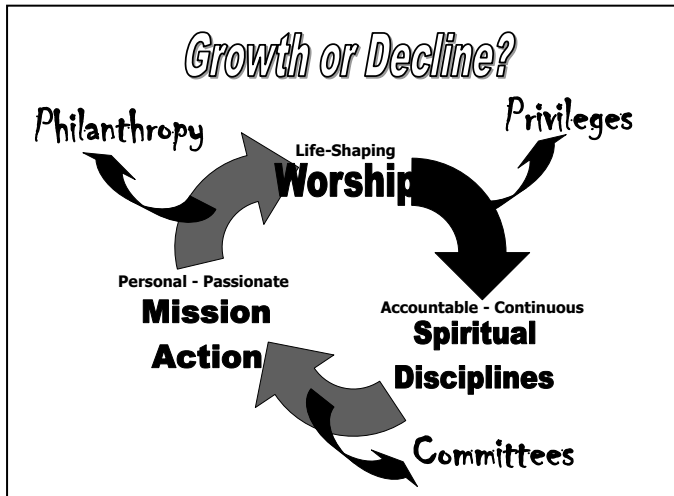 Growth or Decline?
Philanthropy
Privileges
Life-Shaping
Worship
Personal - Passionate
Mission
Action
Accountable - Continuous
Spiritual
Disciplines
Committees